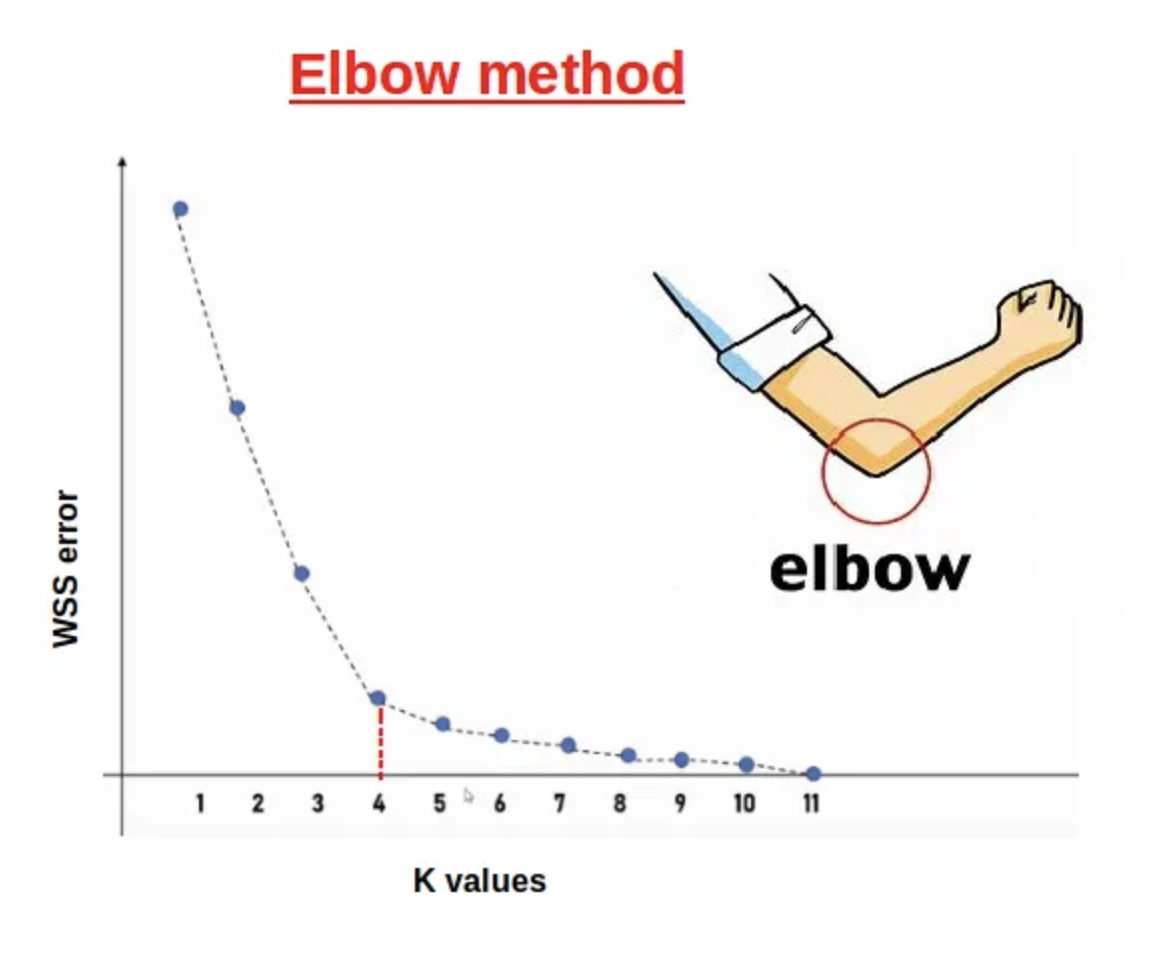 Elbow method
WSS error
elbow
1 2 3 4 5 6 7 8 9 10 11
K values